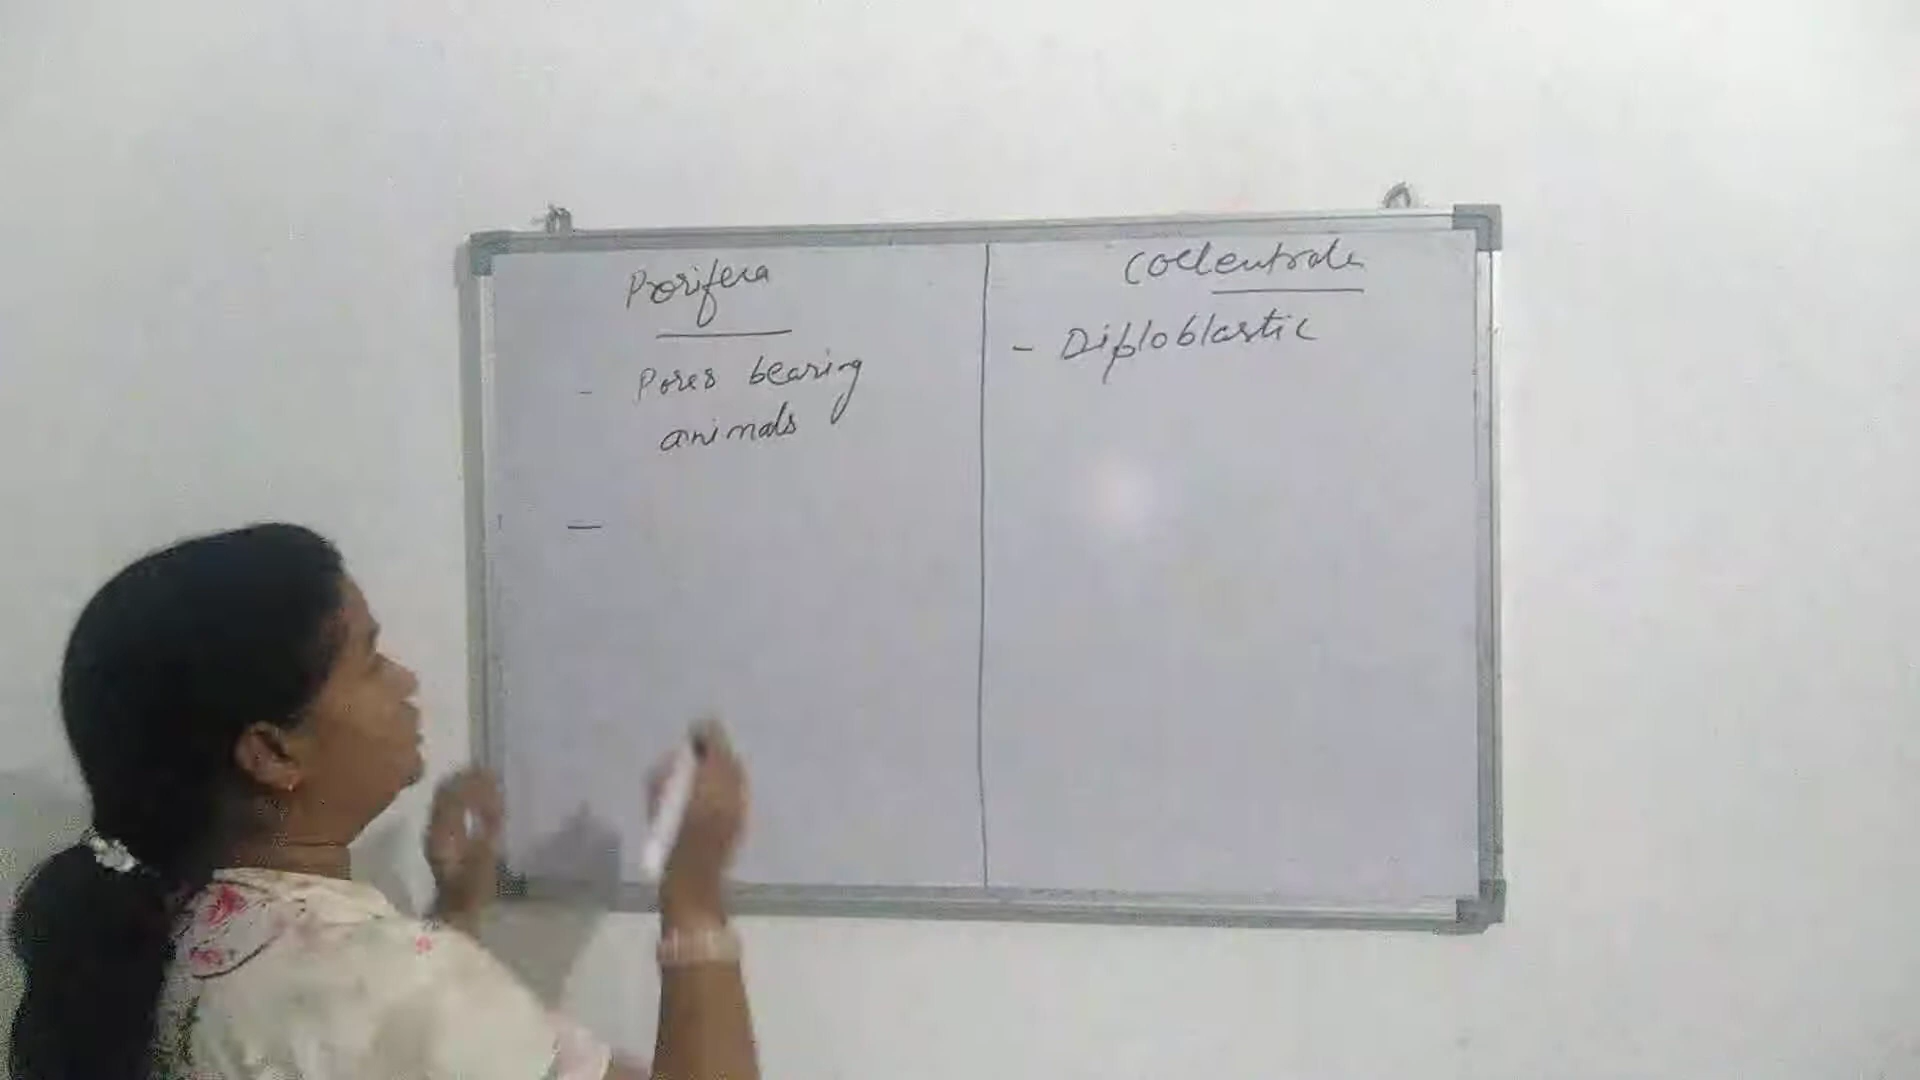 Porifera
- Pores bearing
animals
-
Coelentrate
- Diploblastic